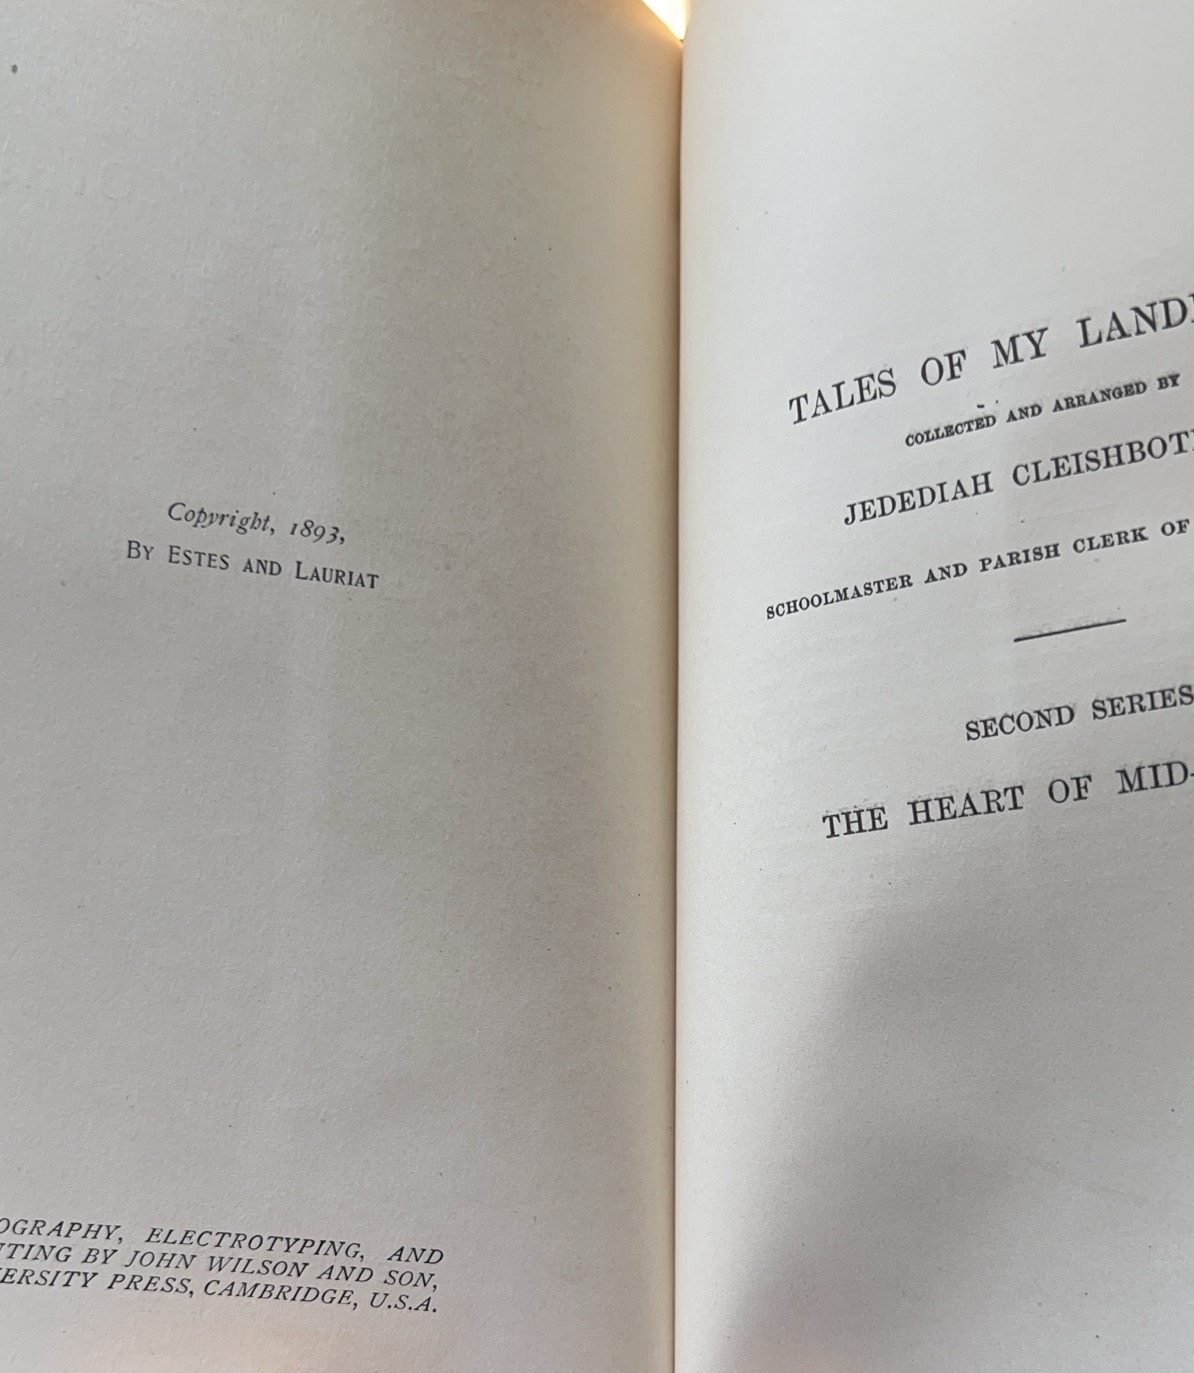 Copyright, 1893,
BY ESTES AND LAURIAT
OGRAPHY, ELECTROTYPING, AND
TING BY JOHN WILSON AND SON,
ERSITY PRESS, CAMBRIDGE, U.S.A.
TALES OF MY LAND
COLLECTED AND ARRANGED BY
JEDEDIAH CLEISHBOT
SCHOOLMASTER AND PARISH CLERK OF
SECOND SERIES
THE HEART OF MID-